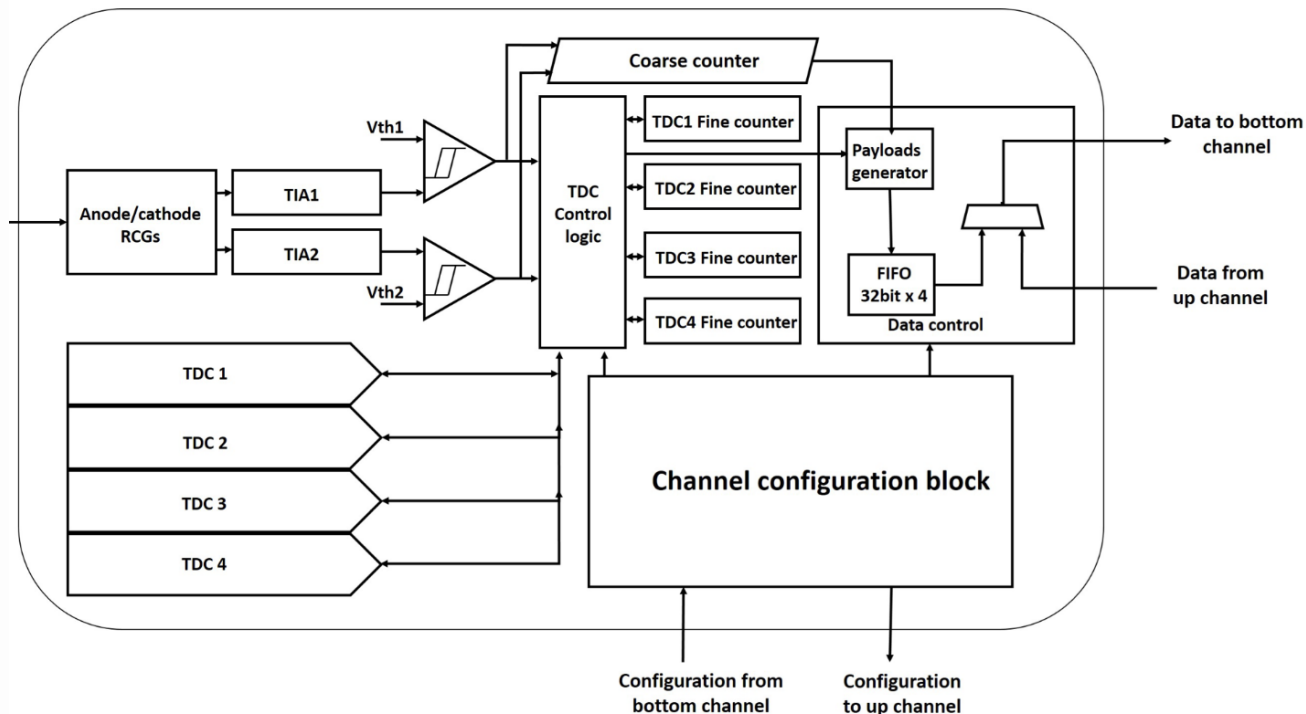 Coarse counter
Vth1
TDC1 Fine counter
Data to bottom
channel
Payloads
generator
TIA1
TDC2 Fine counter
Anode/cathode
RCGs
TDC
Control
logic
TIA2
TDC3 Fine counter
FIFO
32bit x 4
Data from
up channel
Vth2
TDC4 Fine counter
Data control
TDC 1
TDC 2
Channel configuration block
TDC 3
TDC 4
Configuration from
bottom channel
Configuration
to up channel